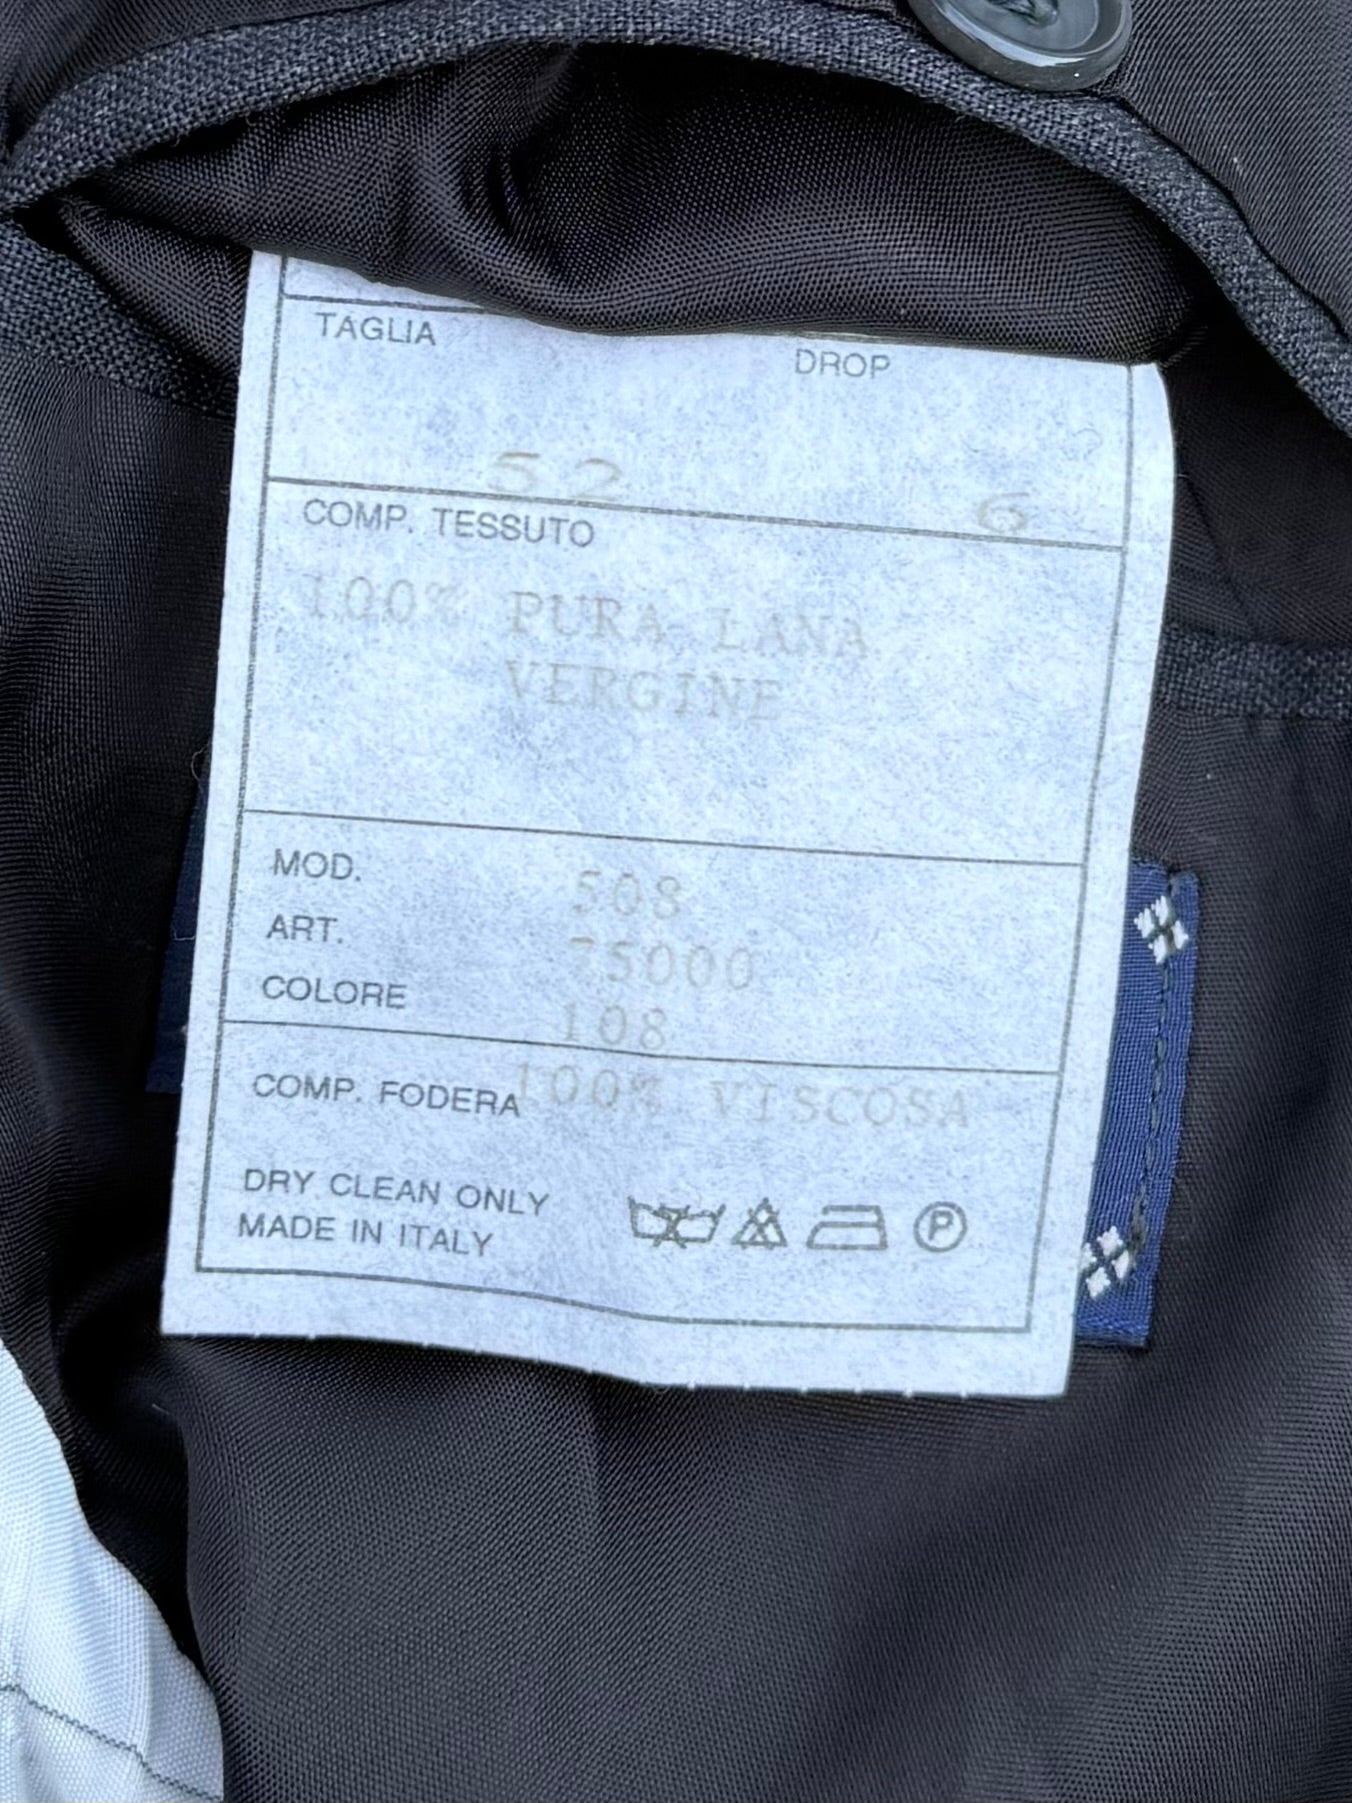 TAGLIA DROP
52 6
COMP. TESSUTO
100% PURA LANA
VERGINE
MOD. 508
ART. 75000
COLORE 108
COMP. FODERA 100% VISCOSA
DRY CLEAN ONLY
MADE IN ITALY
P